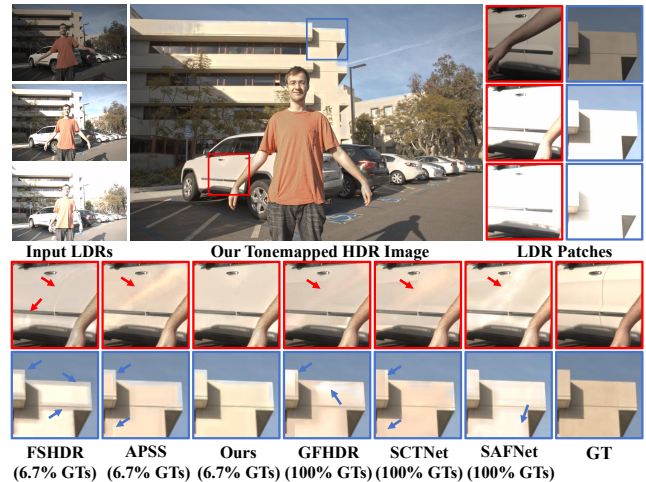 Input LDRs Our Tonemapped HDR Image LDR Patches
FSHDR APSS Ours GFHDR SCTNet SAFNet GT
(6.7% GTs) (6.7% GTs) (6.7% GTs) (100% GTs) (100% GTs) (100% GTs)